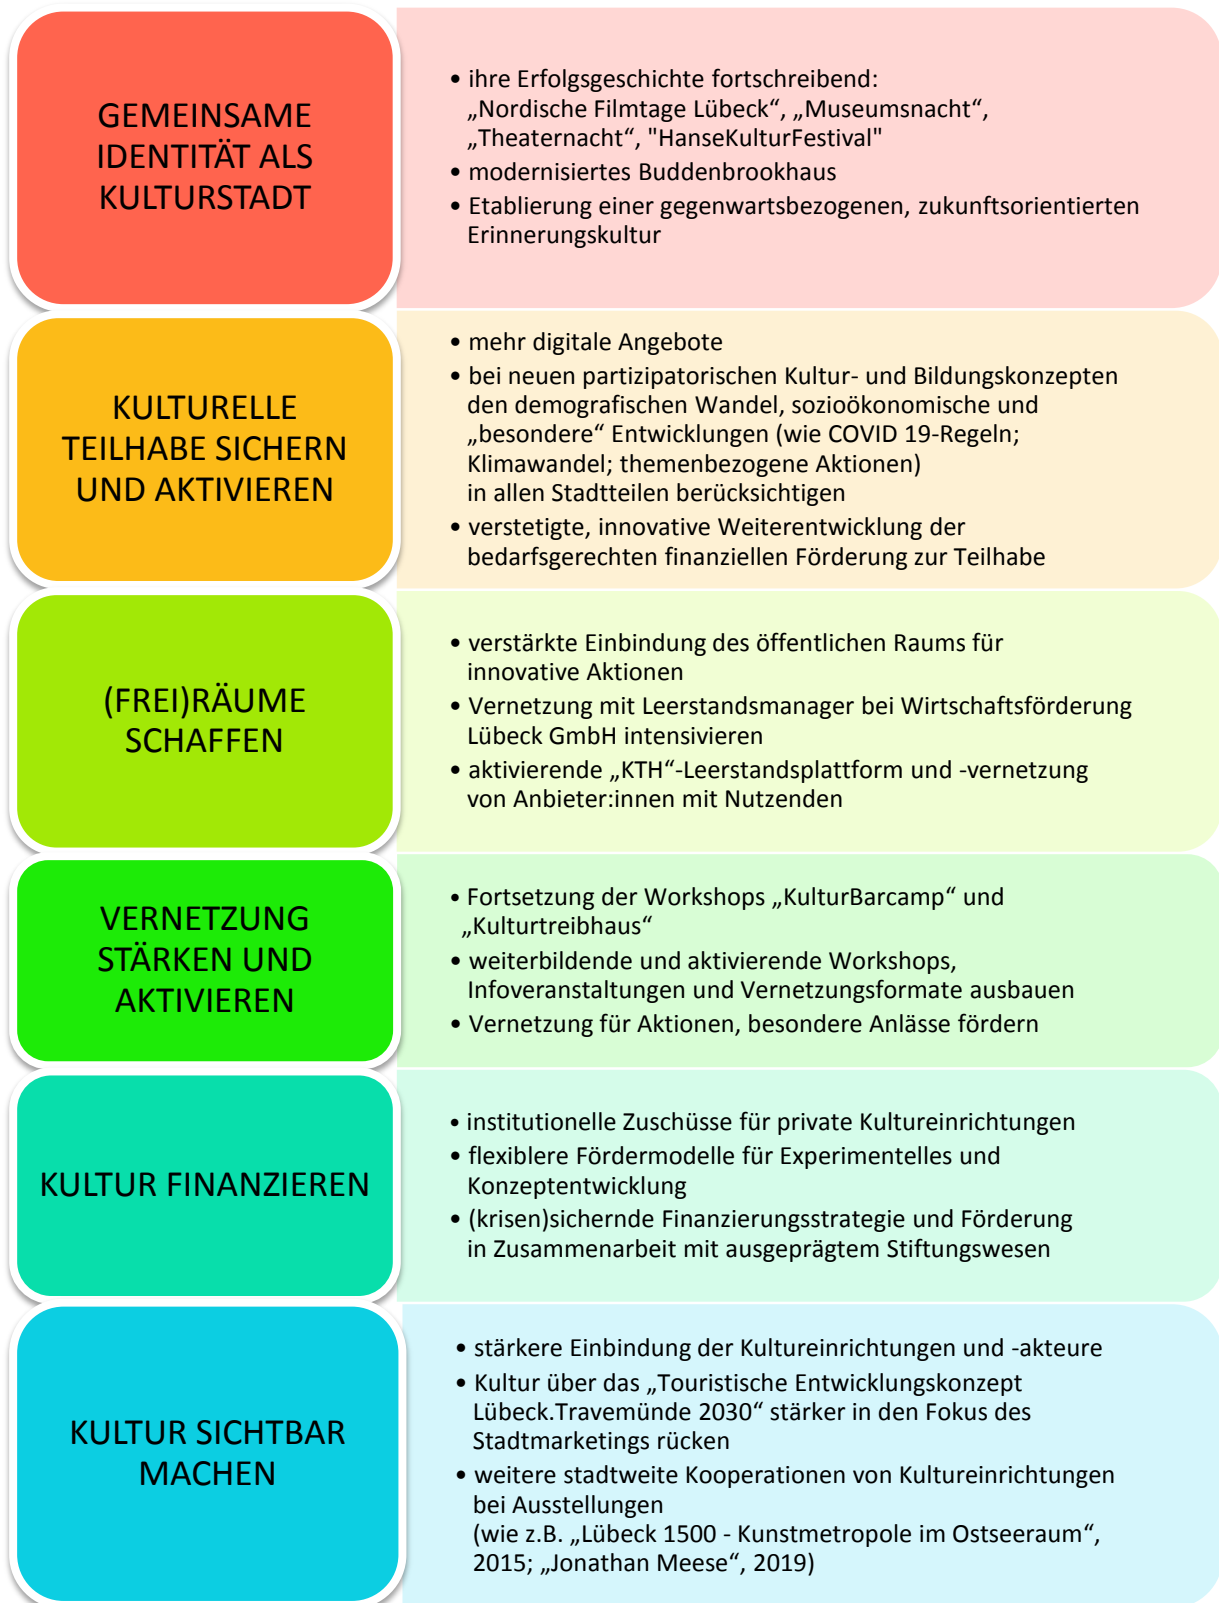 GEMEINSAME
IDENTITÄT ALS
KULTURSTADT
• ihre Erfolgsgeschichte fortschreibend:
„Nordische Filmtage Lübeck“, „Museumsnacht“,
„Theaternacht“, "HanseKulturFestival"
• modernisiertes Buddenbrookhaus
• Etablierung einer gegenwartsbezogenen, zukunftsorientierten
Erinnerungskultur
KULTURELLE
TEILHABE SICHERN
UND AKTIVIEREN
• mehr digitale Angebote
• bei neuen partizipatorischen Kultur- und Bildungskonzepten
den demografischen Wandel, sozioökonomische und
„besondere“ Entwicklungen (wie COVID 19-Regeln;
Klimawandel; themenbezogene Aktionen)
in allen Stadtteilen berücksichtigen
• verstetigte, innovative Weiterentwicklung der
bedarfsgerechten finanziellen Förderung zur Teilhabe
(FREI)RÄUME
SCHAFFEN
• verstärkte Einbindung des öffentlichen Raums für
innovative Aktionen
• Vernetzung mit Leerstandsmanager bei Wirtschaftsförderung
Lübeck GmbH intensivieren
• aktivierende „KTH“-Leerstandsplattform und -vernetzung
von Anbieter:innen mit Nutzenden
VERNETZUNG
STÄRKEN UND
AKTIVIEREN
• Fortsetzung der Workshops „KulturBarcamp“ und
„Kulturtreibhaus“
• weiterbildende und aktivierende Workshops,
Infoveranstaltungen und Vernetzungsformate ausbauen
• Vernetzung für Aktionen, besondere Anlässe fördern
KULTUR FINANZIEREN
• institutionelle Zuschüsse für private Kultureinrichtungen
• flexiblere Fördermodelle für Experimentelles und
Konzeptentwicklung
• (krisen)sichernde Finanzierungsstrategie und Förderung
in Zusammenarbeit mit ausgeprägtem Stiftungswesen
KULTUR SICHTBAR
MACHEN
• stärkere Einbindung der Kultureinrichtungen und -akteure
• Kultur über das „Touristische Entwicklungskonzept
Lübeck.Travemünde 2030“ stärker in den Fokus des
Stadtmarketings rücken
• weitere stadtweite Kooperationen von Kultureinrichtungen
bei Ausstellungen
(wie z.B. „Lübeck 1500 - Kunstmetropole im Ostseeraum“,
2015; „Jonathan Meese“, 2019)